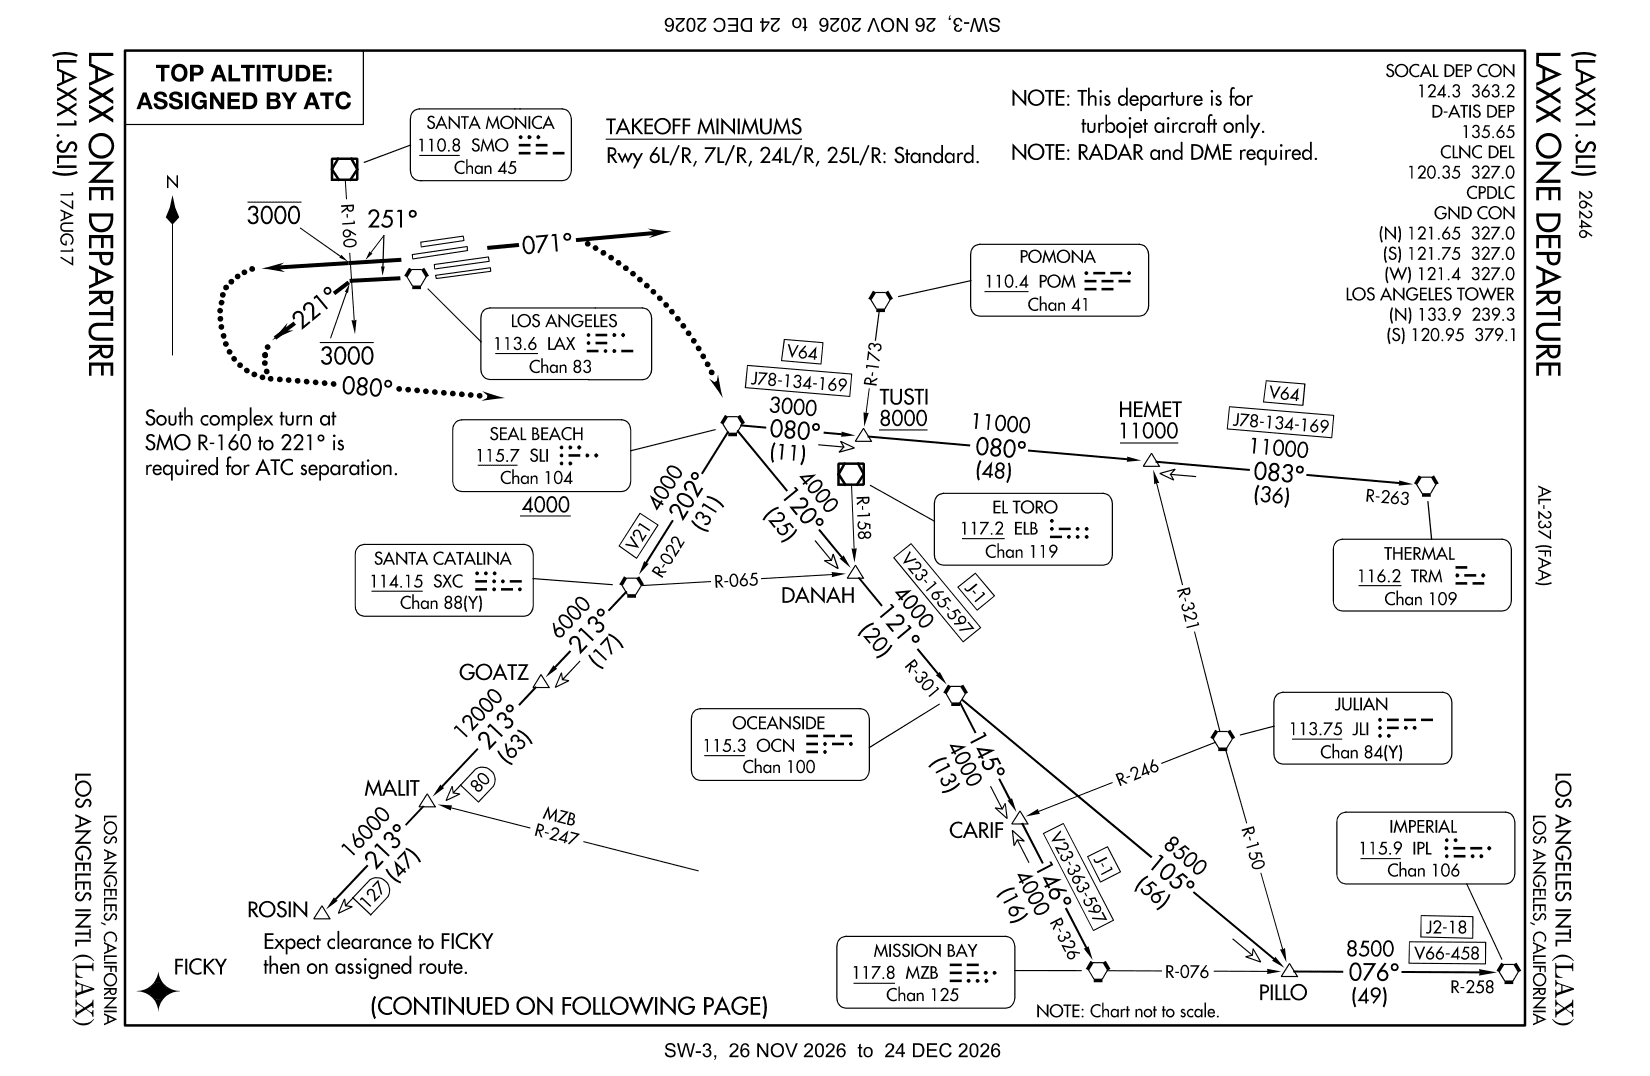 SW-3, 26 NOV 2026 to 24 DEC 2026
(LAXX1.SLI) 17AUG17
LAXX ONE DEPARTURE
LOS ANGELES INTL (LAX)
LOS ANGELES, CALIFORNIA
TOP ALTITUDE:
ASSIGNED BY ATC
TAKEOFF MINIMUMS
Rwy 6L/R, 7L/R, 24L/R, 25L/R: Standard.
NOTE: This departure is for
turbojet aircraft only.
NOTE: RADAR and DME required.
SOCAL DEP CON
124.3 363.2
D-ATIS DEP
135.65
CLNC DEL
120.35 327.0
CPDLC
GND CON
(N) 121.65 327.0
(S) 121.75 327.0
(W) 121.4 327.0
LOS ANGELES TOWER
(N) 133.9 239.3
(S) 120.95 379.1
SANTA MONICA
110.8 SMO
Chan 45
N
R-160
3000
251°
071°
221°
3000
080°
LOS ANGELES
113.6 LAX
Chan 83
South complex turn at
SMO R-160 to 221° is
required for ATC separation.
POMONA
110.4 POM
Chan 41
R-173
V64
J78-134-169
3000
080°
(11)
TUSTI
8000
11000
080°
(48)
HEMET
11000
V64
J78-134-169
11000
083°
(36)
R-263
THERMAL
116.2 TRM
Chan 109
SEAL BEACH
115.7 SLI
Chan 104
4000
V21
4000
202°
(31)
R-022
4000
120°
(25)
EL TORO
117.2 ELB
Chan 119
R-158
SANTA CATALINA
114.15 SXC
Chan 88(Y)
R-065
DANAH
V23-165-597
J-1
4000
121°
(20)
R-301
6000
213°
(17)
GOATZ
12000
213°
(63)
80
MALIT
MZB
R-247
16000
213°
(47)
127
ROSIN
Expect clearance to FICKY
then on assigned route.
FICKY
OCEANSIDE
115.3 OCN
Chan 100
145°
4000
(13)
CARIF
R-246
R-321
JULIAN
113.75 JLI
Chan 84(Y)
R-150
V23-363-597
J-1
146°
4000
(16)
R-326
8500
105°
(56)
MISSION BAY
117.8 MZB
Chan 125
R-076
PILLO
IMPERIAL
115.9 IPL
Chan 106
J2-18
V66-458
8500
076°
(49)
R-258
NOTE: Chart not to scale.
(CONTINUED ON FOLLOWING PAGE)
(LAXX1.SLI) 26246
LAXX ONE DEPARTURE
AL-237 (FAA)
LOS ANGELES INTL (LAX)
LOS ANGELES, CALIFORNIA
SW-3, 26 NOV 2026 to 24 DEC 2026